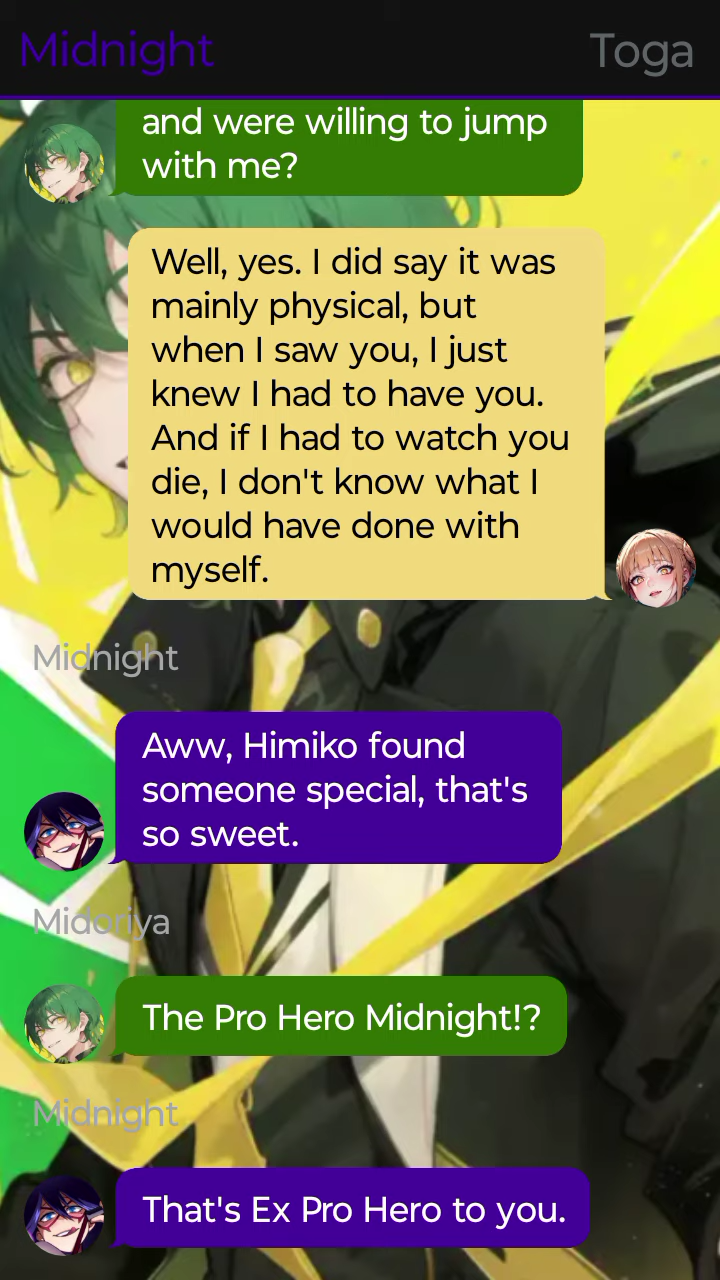 Midnight
Toga
and were willing to jump
with me?
Well, yes. I did say it was
mainly physical, but
when I saw you, I just
knew I had to have you.
And if I had to watch you
die, I don't know what I
would have done with
myself.
Midnight
Aww, Himiko found
someone special, that's
so sweet.
Midoriya
The Pro Hero Midnight!?
Midnight
That's Ex Pro Hero to you.